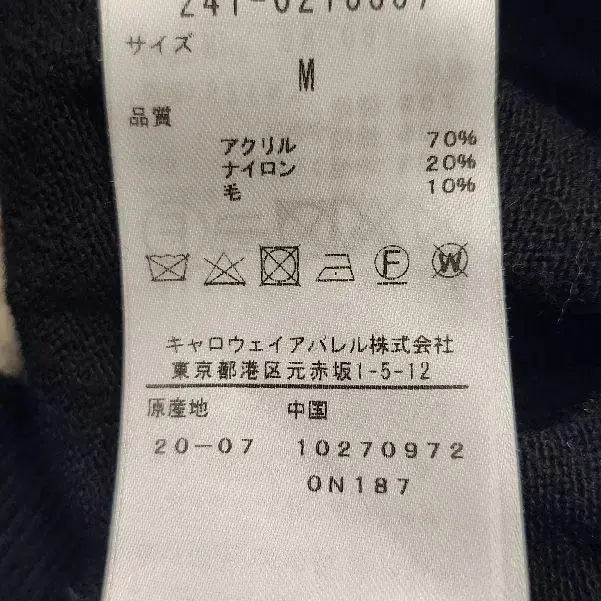 サイズ
M
品質
アクリル 70%
ナイロン 20%
毛 10%
F W
キャロウェイアパレル株式会社
東京都港区元赤坂1-5-12
原産地 中国
20-07 10270972
0N187